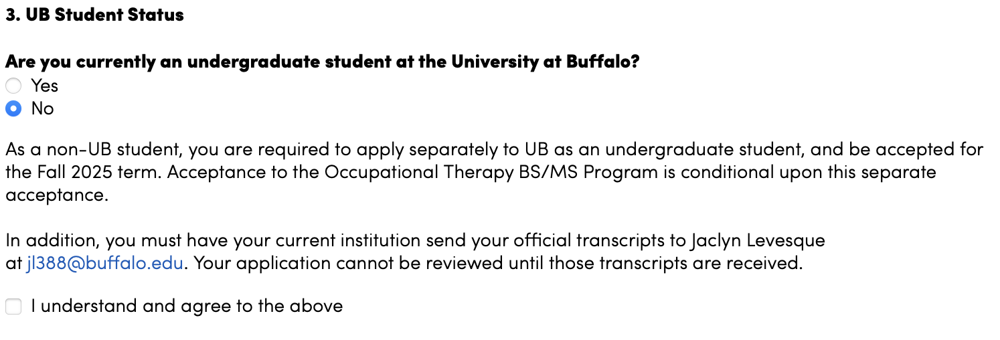 3. UB Student Status
Are you currently an undergraduate student at the University at Buffalo?
Yes
No
As a non-UB student, you are required to apply separately to UB as an undergraduate student, and be accepted for
the Fall 2025 term. Acceptance to the Occupational Therapy BS/MS Program is conditional upon this separate
acceptance.
In addition, you must have your current institution send your official transcripts to Jaclyn Levesque
at jl388@buffalo.edu. Your application cannot be reviewed until those transcripts are received.
I understand and agree to the above